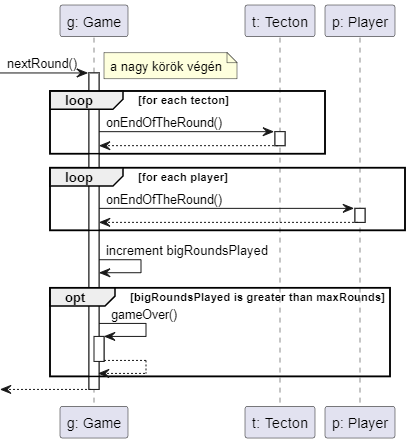 g: Game
t: Tecton
p: Player
nextRound()
a nagy körök végén
loop [for each tecton]
onEndOfTheRound()
loop [for each player]
onEndOfTheRound()
increment bigRoundsPlayed
opt [bigRoundsPlayed is greater than maxRounds]
gameOver()
g: Game
t: Tecton
p: Player